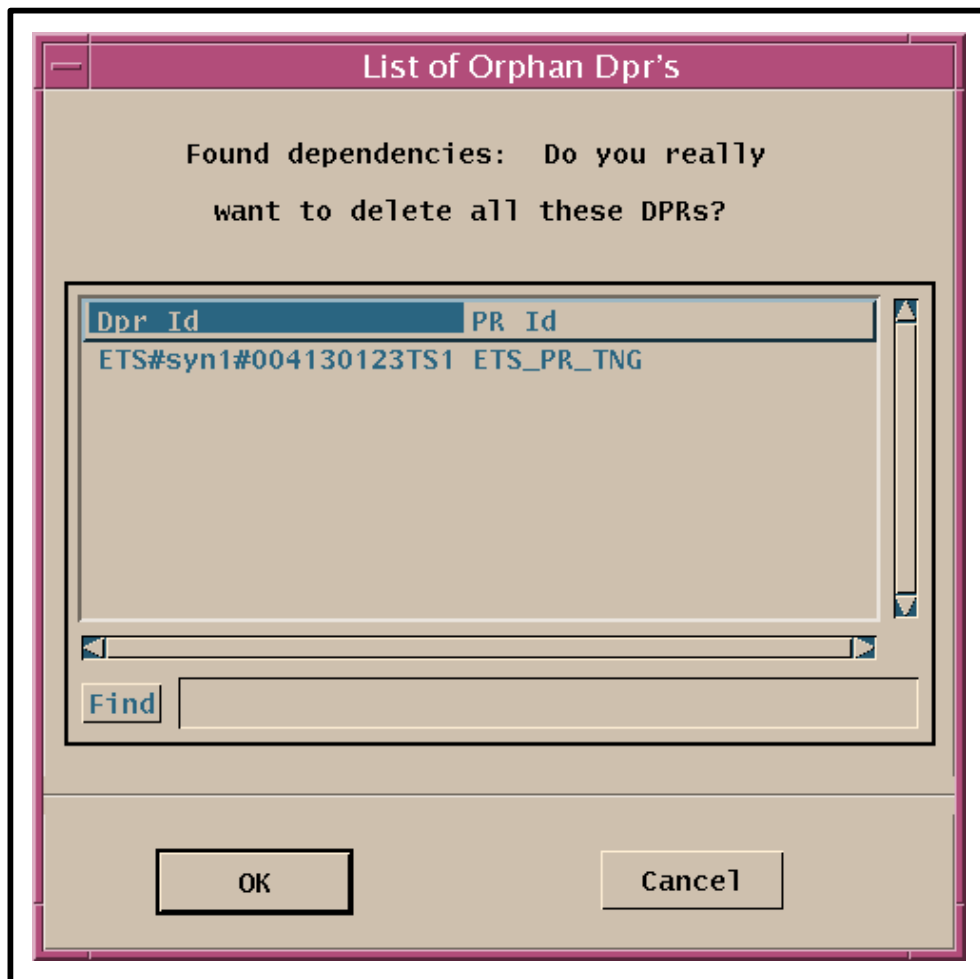 List of Orphan Dpr's
Found dependencies: Do you really
want to delete all these DPRs?
Dpr Id PR Id
ETS#syn1#004130123TS1 ETS_PR_TNG
Find
OK Cancel